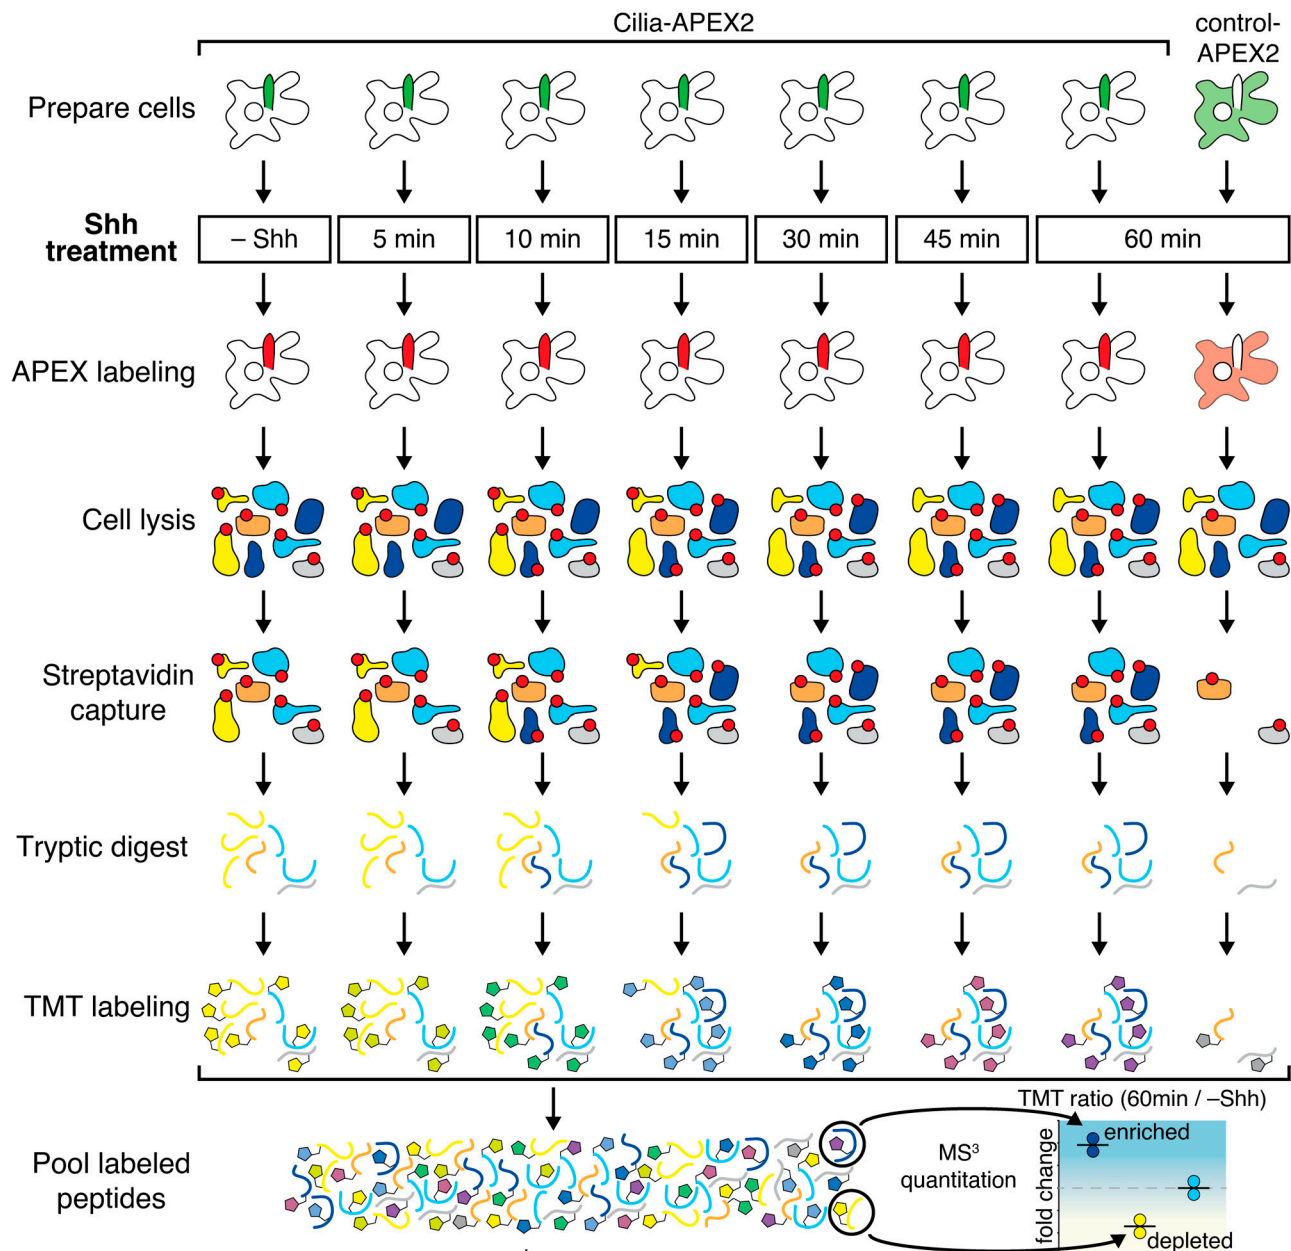 Cilia-APEX2
control-
APEX2
Prepare cells
Shh
treatment
– Shh
5 min
10 min
15 min
30 min
45 min
60 min
APEX labeling
Cell lysis
Streptavidin
capture
Tryptic digest
TMT labeling
TMT ratio (60min / –Shh)
Pool labeled
peptides
MS³
quantitation
fold change
enriched
depleted